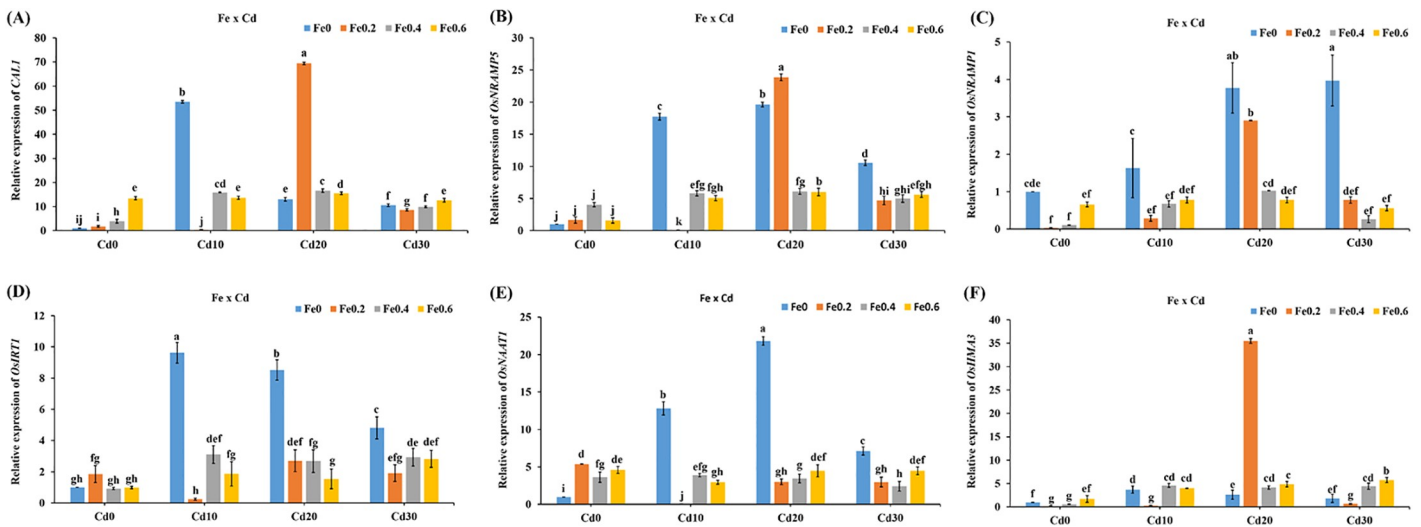 (A)
Fe x Cd
Fe0 Fe0.2 Fe0.4 Fe0.6
Relative expression of CAL1
80
70
60
50
40
30
20
10
0
ij i h e
b j cd e
e a c d
f g f e
Cd0 Cd10 Cd20 Cd30
(B)
Fe x Cd
Fe0 Fe0.2 Fe0.4 Fe0.6
Relative expression of OsNRAMP5
30
25
20
15
10
5
0
j j j j
c k efg fgh
b a fg b
d hi ghi efgh
Cd0 Cd10 Cd20 Cd30
(C)
Fe x Cd
Fe0 Fe0.2 Fe0.4 Fe0.6
Relative expression of OsNRAMP1
5
4
3
2
1
0
cde f f ef
c ef ef def
ab b cd def
a def ef ef
Cd0 Cd10 Cd20 Cd30
(D)
Fe x Cd
Fe0 Fe0.2 Fe0.4 Fe0.6
Relative expression of OsIRT1
12
10
8
6
4
2
0
gh fg gh gh
a h def fg
b def fg g
c efg de def
Cd0 Cd10 Cd20 Cd30
(E)
Fe x Cd
Fe0 Fe0.2 Fe0.4 Fe0.6
Relative expression of OsNAAT1
25
20
15
10
5
0
i d fg de
b j efg gh
a gh g def
c gh h def
Cd0 Cd10 Cd20 Cd30
(F)
Fe x Cd
Fe0 Fe0.2 Fe0.4 Fe0.6
Relative expression of OsHMA3
40
35
30
25
20
15
10
5
0
f g g ef
cd g cd cd
e a cd c
ef g cd b
Cd0 Cd10 Cd20 Cd30